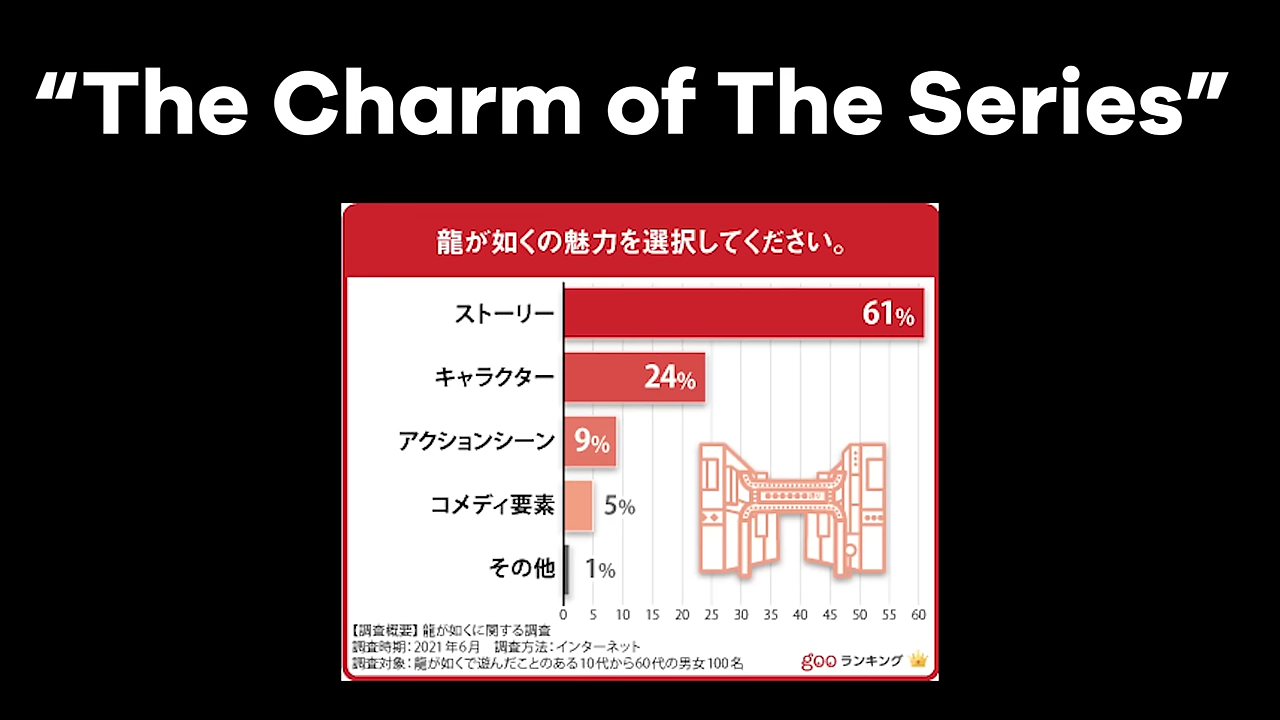 “The Charm of The Series”
龍が如くの魅力を選択してください。
ストーリー 61%
キャラクター 24%
アクションシーン 9%
コメディ要素 5%
その他 1%
0 5 10 15 20 25 30 35 40 45 50 55 60
【調査概要】龍が如くに関する調査
調査時期:2021年6月 調査方法:インターネット
調査対象:龍が如くで遊んだことのある10代から60代の男女100名
gooランキング